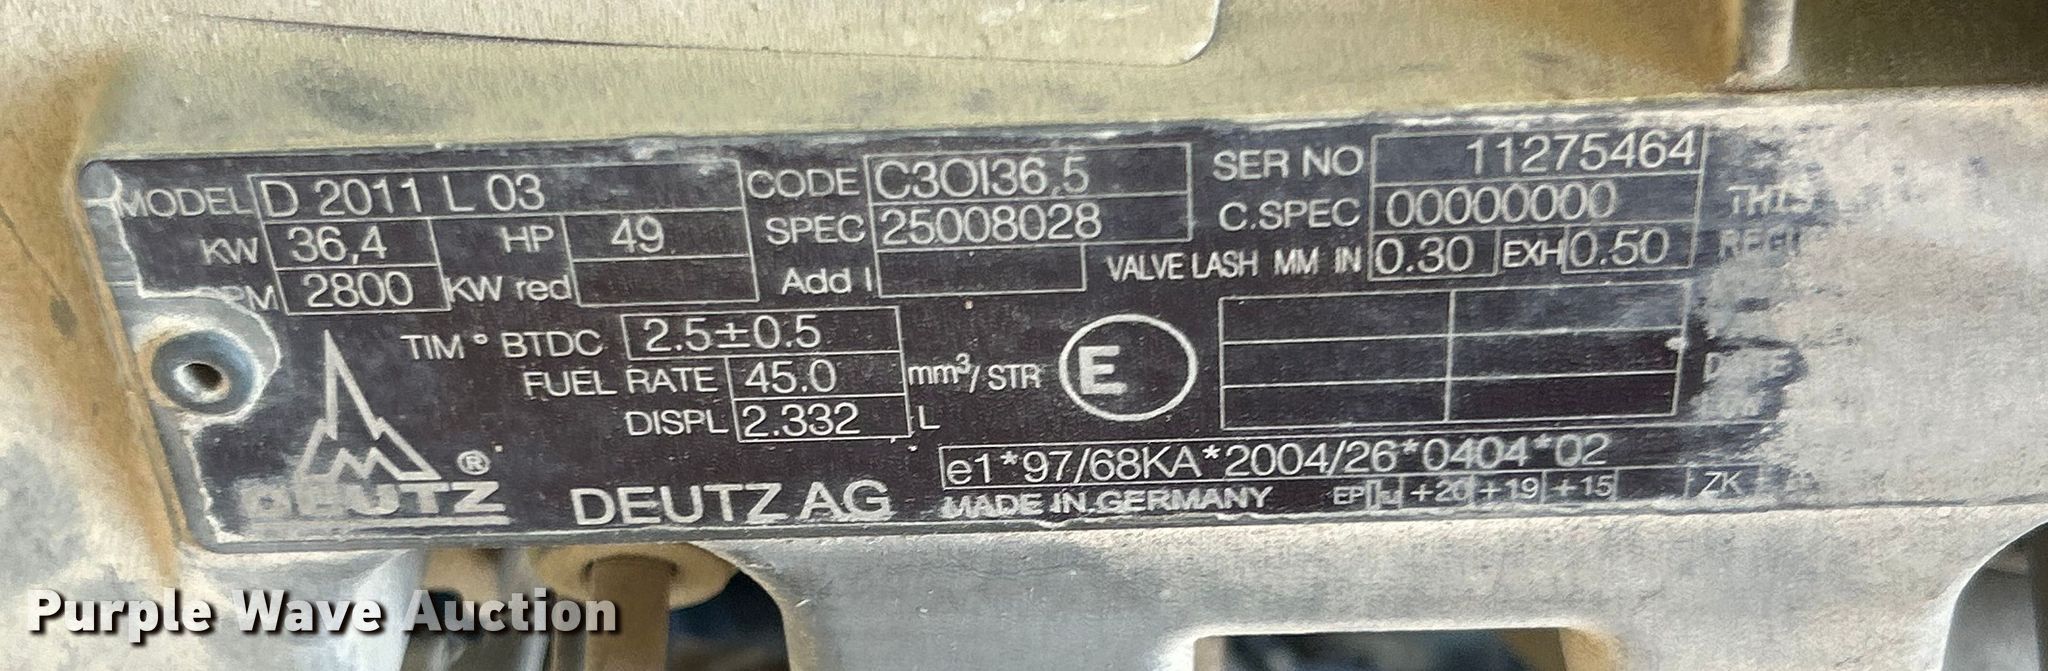 MODEL D 2011 L 03 CODE C3OI36,5 SER NO 11275464
KW 36,4 HP 49 SPEC 25008028 C.SPEC 00000000 THIS
2800 KW red Add I VALVE LASH MM IN 0.30 EXH 0.50
TIM ° BTDC 2.5±0.5
FUEL RATE 45.0 mm³/ STR E
DISPL 2.332 L
e1*97/68KA*2004/26*0404*02
DEUTZ ® DEUTZ AG MADE IN GERMANY EP +20 +19 +15 ZK
Purple Wave Auction